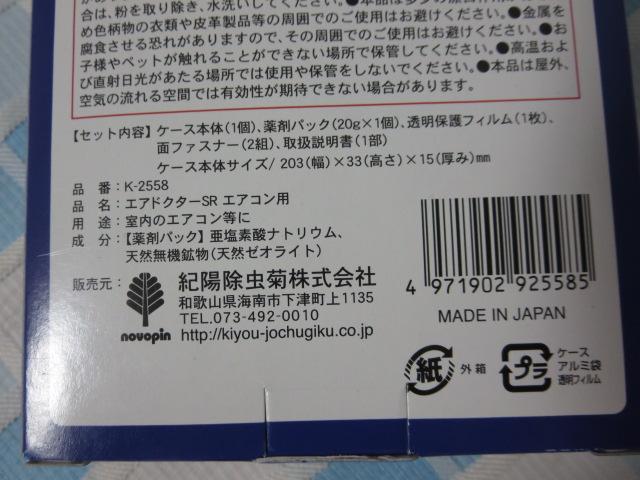 合は、粉を取り除き、水洗いしてください。●本品は多少の漂白作用が
め色柄物の衣類や皮革製品等の周囲でのご使用はお避けください。●金属を
腐食させる恐れがありますので、その周囲でのご使用はお避けください。●お
子様やペットが触れることができない場所で保管してください。●高温およ
び直射日光があたる場所では使用や保管をしないでください。●本品は屋外、
空気の流れる空間では有効性が期待できない場合があります。
【セット内容】ケース本体(1個)、薬剤パック(20g×1個)、透明保護フィルム(1枚)、
面ファスナー(2組)、取扱説明書(1部)
ケース本体サイズ/203(幅)×33(高さ)×15(厚み)mm
品番：K-2558
品名：エアドクターSR エアコン用
用途：室内のエアコン等に
成分：【薬剤パック】亜塩素酸ナトリウム、
天然無機鉱物(天然ゼオライト)
販売元：紀陽除虫菊株式会社
和歌山県海南市下津町上1135
TEL.073-492-0010
novopin http://kiyou-jochugiku.co.jp
4 971902 925585
MADE IN JAPAN
紙 外箱
プラ ケース
アルミ袋
透明フィルム